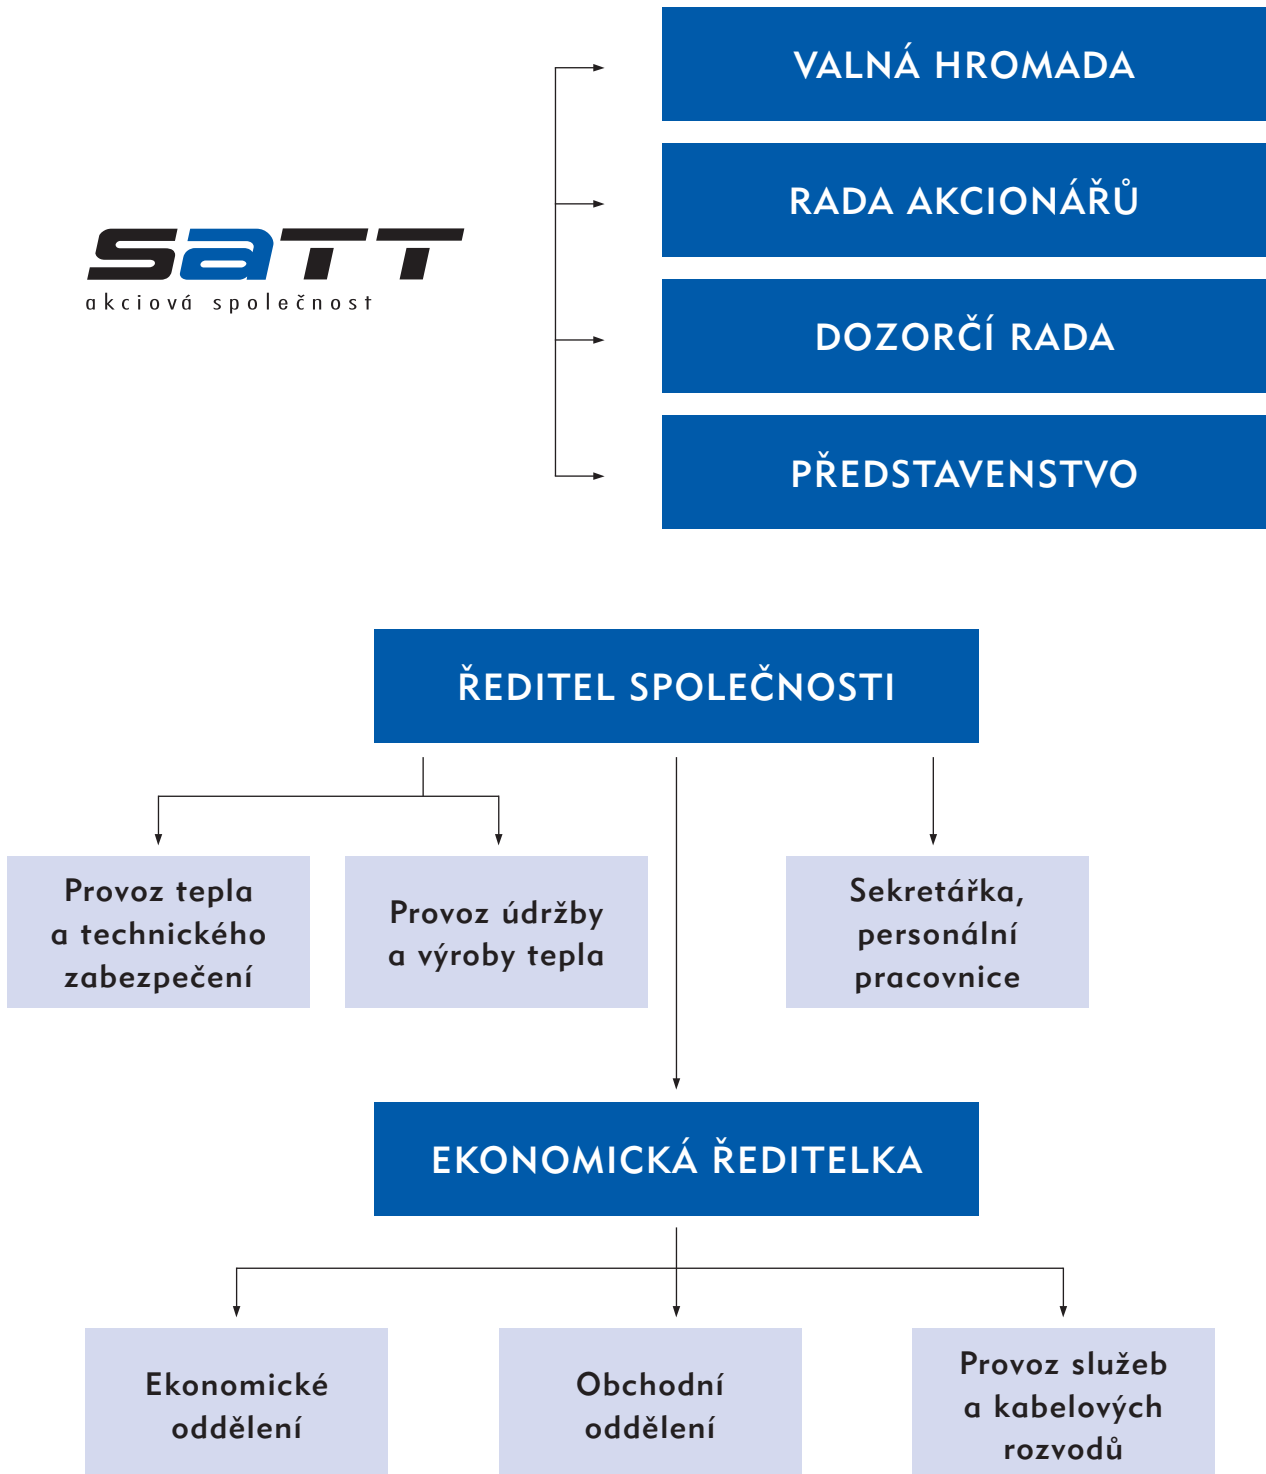 VALNÁ HROMADA
RADA AKCIONÁŘŮ
satt
akciová společnost
DOZORČÍ RADA
PŘEDSTAVENSTVO
ŘEDITEL SPOLEČNOSTI
Provoz tepla
a technického
zabezpečení
Provoz údržby
a výroby tepla
Sekretářka,
personální
pracovnice
EKONOMICKÁ ŘEDITELKA
Ekonomické
oddělení
Obchodní
oddělení
Provoz služeb
a kabelových
rozvodů